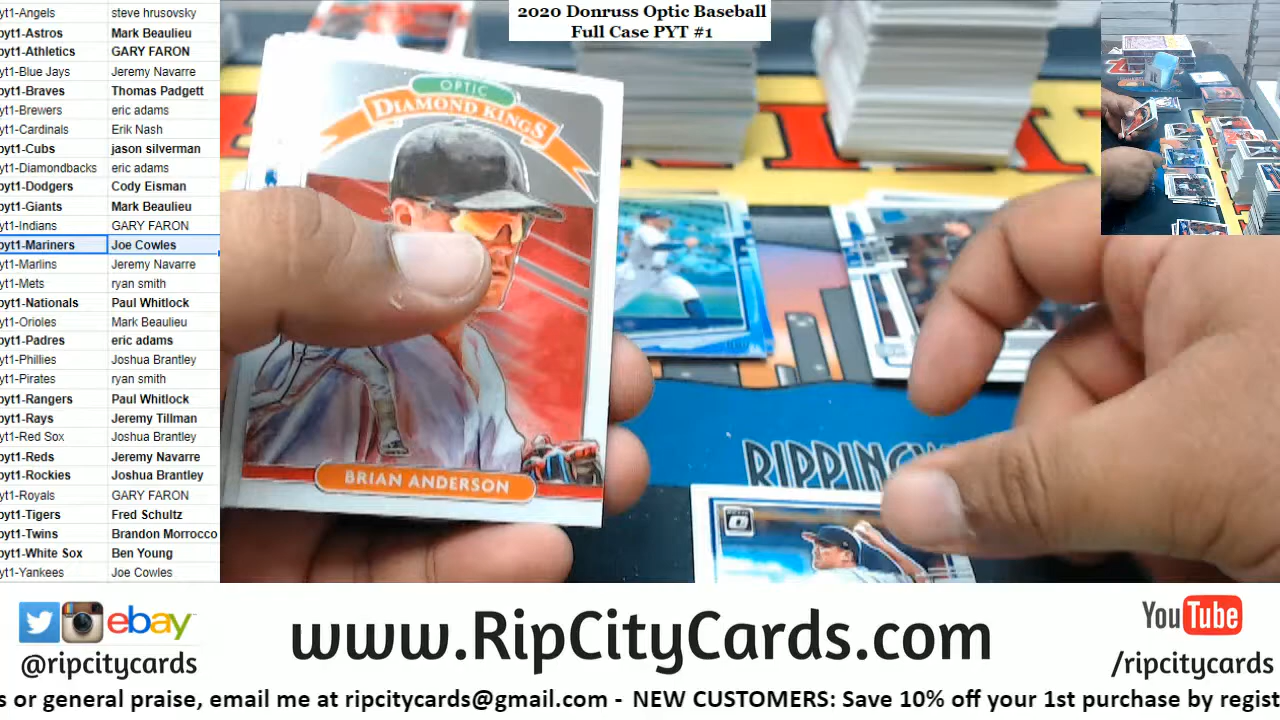 yt1-Angels steve hrusovsky
pyt1-Astros Mark Beaulieu
pyt1-Athletics GARY FARON
yt1-Blue Jays Jeremy Navarre
pyt1-Braves Thomas Padgett
yt1-Brewers eric adams
yt1-Cardinals Erik Nash
pyt1-Cubs jason silverman
yt1-Diamondbacks eric adams
pyt1-Dodgers Cody Eisman
pyt1-Giants Mark Beaulieu
yt1-Indians GARY FARON
pyt1-Mariners Joe Cowles
yt1-Marlins Jeremy Navarre
yt1-Mets ryan smith
pyt1-Nationals Paul Whitlock
yt1-Orioles Mark Beaulieu
pyt1-Padres eric adams
yt1-Phillies Joshua Brantley
yt1-Pirates ryan smith
pyt1-Rangers Paul Whitlock
pyt1-Rays Jeremy Tillman
yt1-Red Sox Joshua Brantley
pyt1-Reds Jeremy Navarre
pyt1-Rockies Joshua Brantley
yt1-Royals GARY FARON
pyt1-Tigers Fred Schultz
pyt1-Twins Brandon Morrocco
pyt1-White Sox Ben Young
yt1-Yankees Joe Cowles
2020 Donruss Optic Baseball
Full Case PYT #1
OPTIC
DIAMOND KINGS
BRIAN ANDERSON
RIPPING
ebay
@ripcitycards
www.RipCityCards.com
YouTube
/ripcitycards
s or general praise, email me at ripcitycards@gmail.com - NEW CUSTOMERS: Save 10% off your 1st purchase by regist